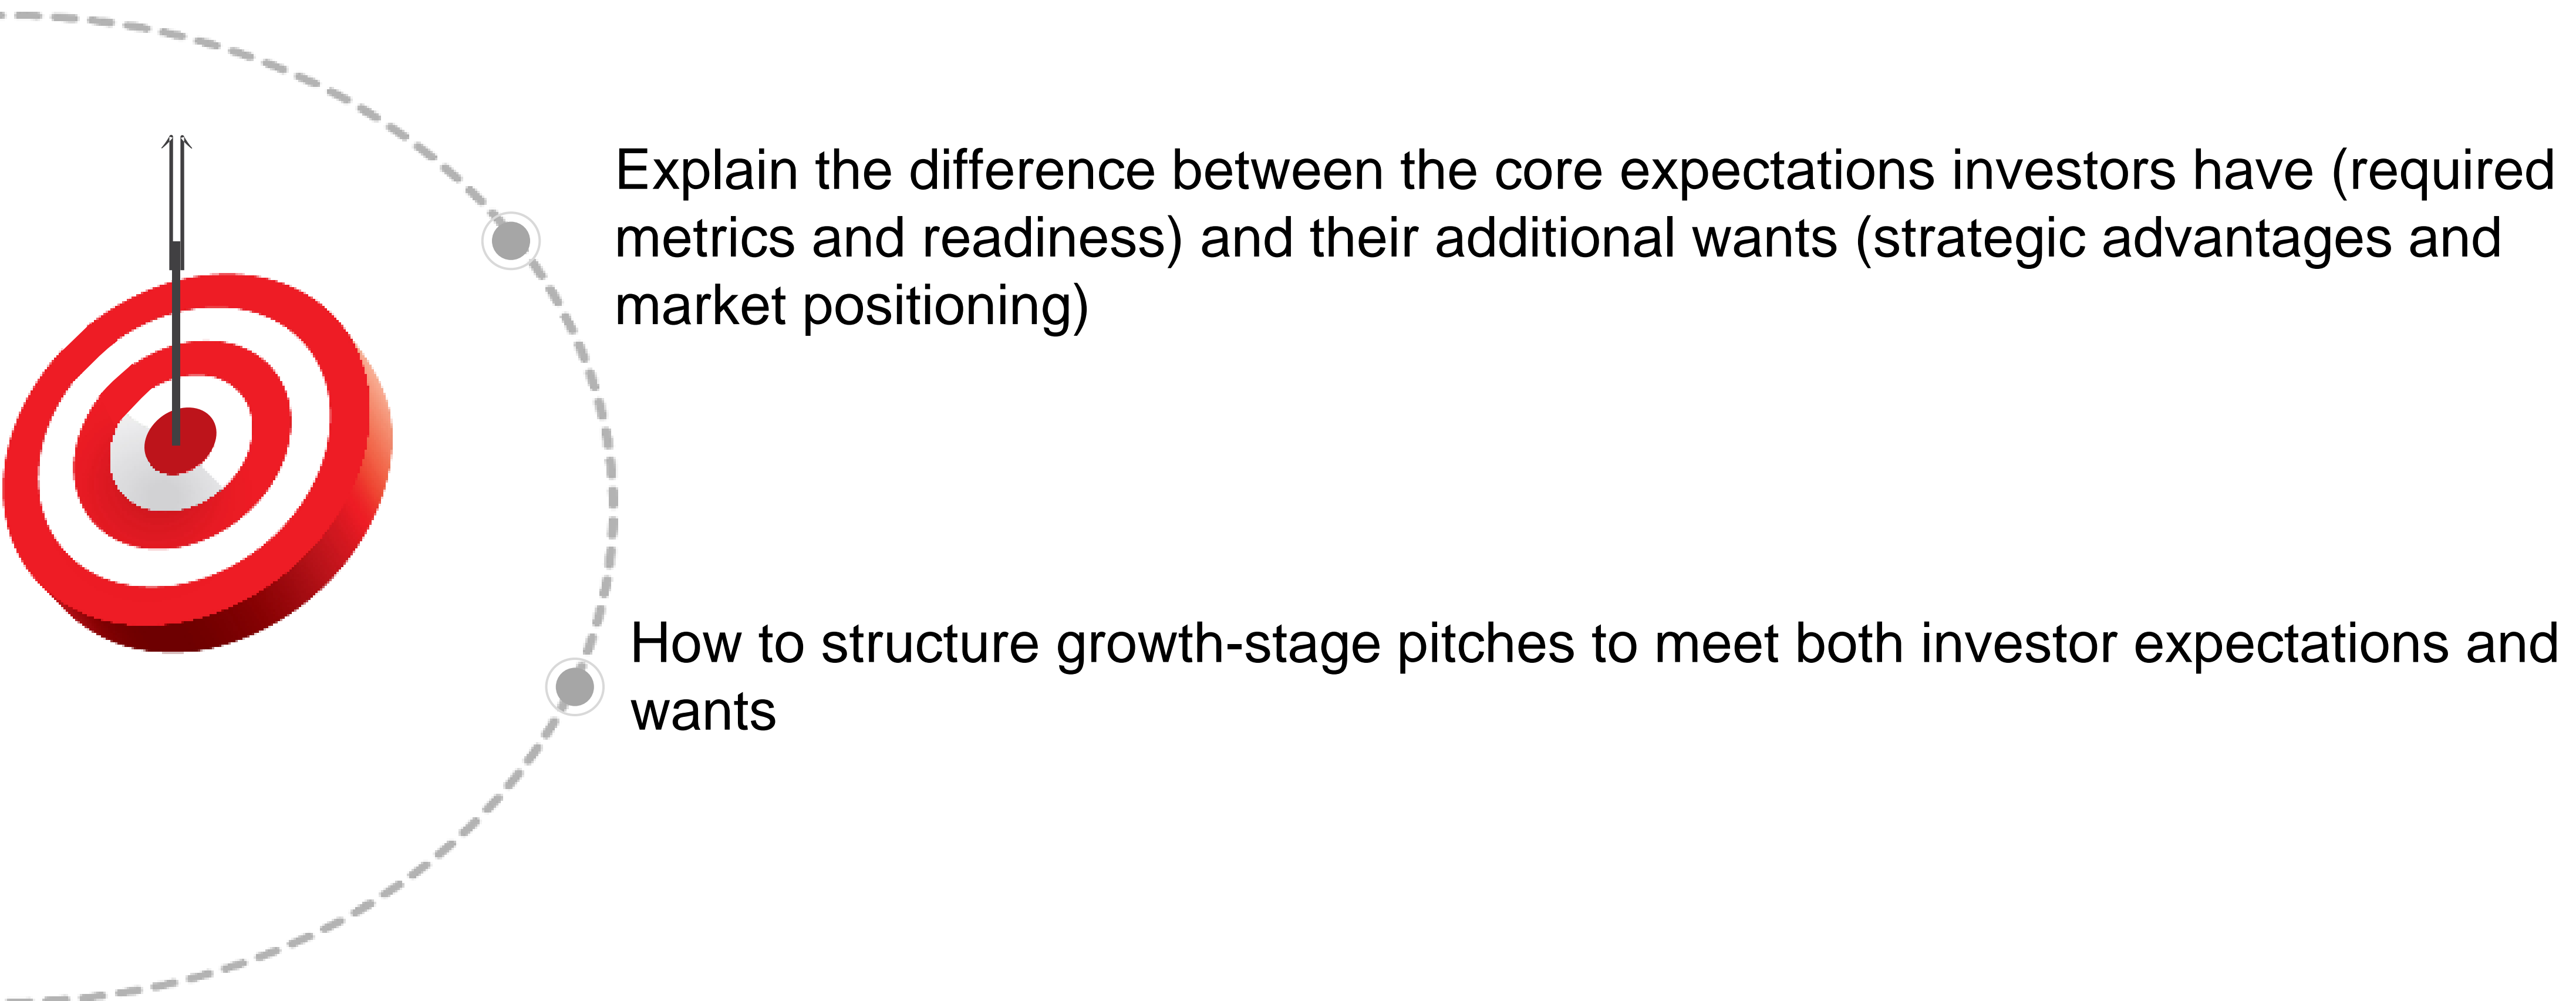 Explain the difference between the core expectations investors have (required
metrics and readiness) and their additional wants (strategic advantages and
market positioning)
How to structure growth-stage pitches to meet both investor expectations and
wants